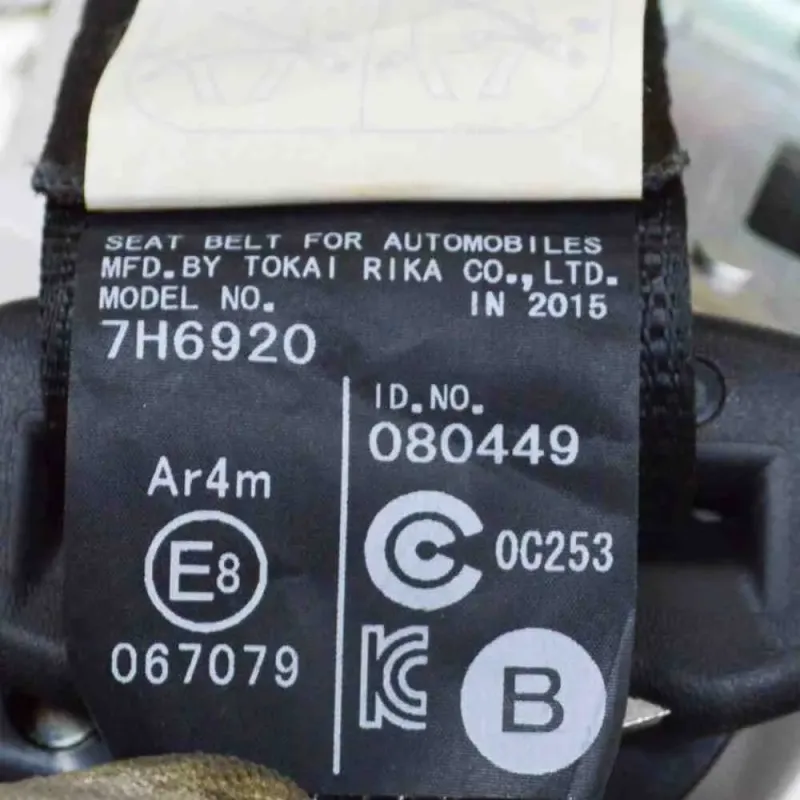 SEAT BELT FOR AUTOMOBILES
MFD.BY TOKAI RIKA CO.,LTD.
MODEL NO. IN 2015
7H6920
ID.NO.
080449
Ar4m
E8
067079
0C253
KC
B